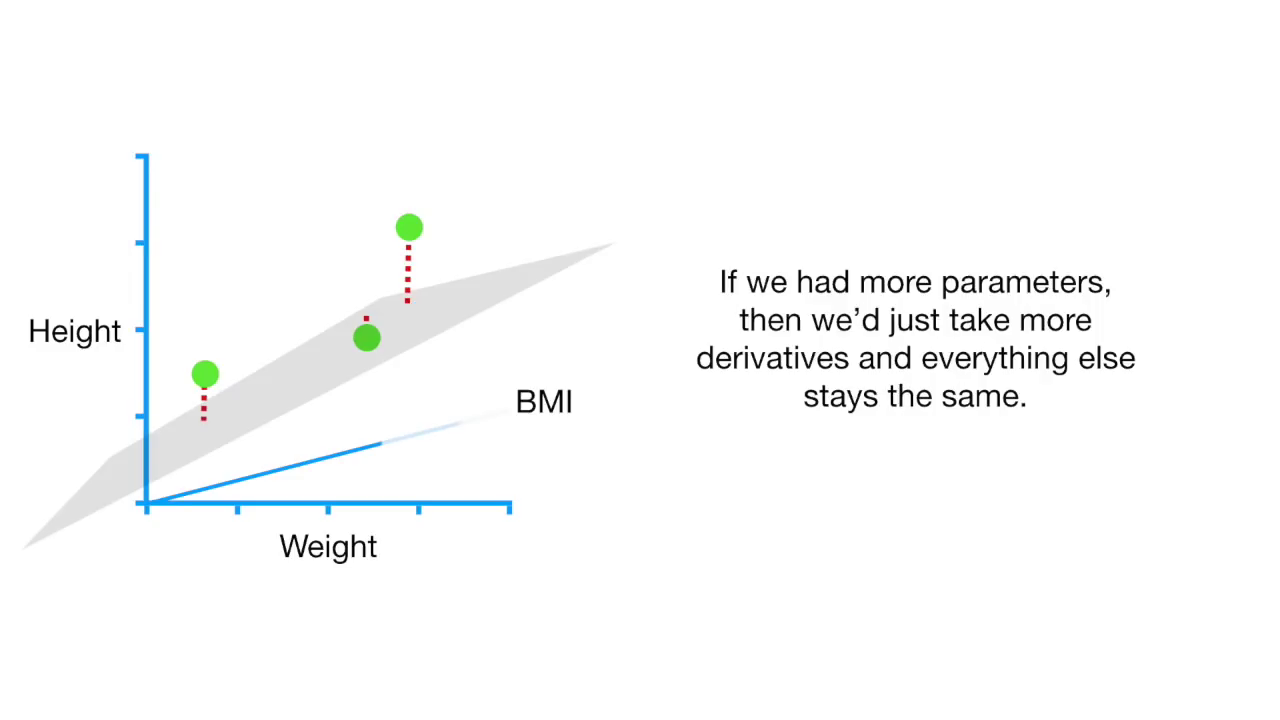 If we had more parameters,
then we’d just take more
derivatives and everything else
stays the same.
Height
BMI
Weight